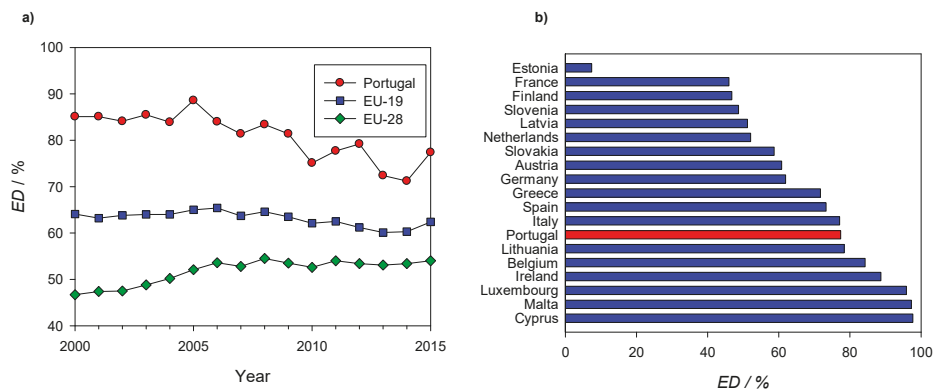 a)
100
90
80
70
60
50
40
ED / %
2000
2005
2010
2015
Year
Portugal
EU-19
EU-28
b)
Estonia
France
Finland
Slovenia
Latvia
Netherlands
Slovakia
Austria
Germany
Greece
Spain
Italy
Portugal
Lithuania
Belgium
Ireland
Luxembourg
Malta
Cyprus
0
20
40
60
80
100
ED / %